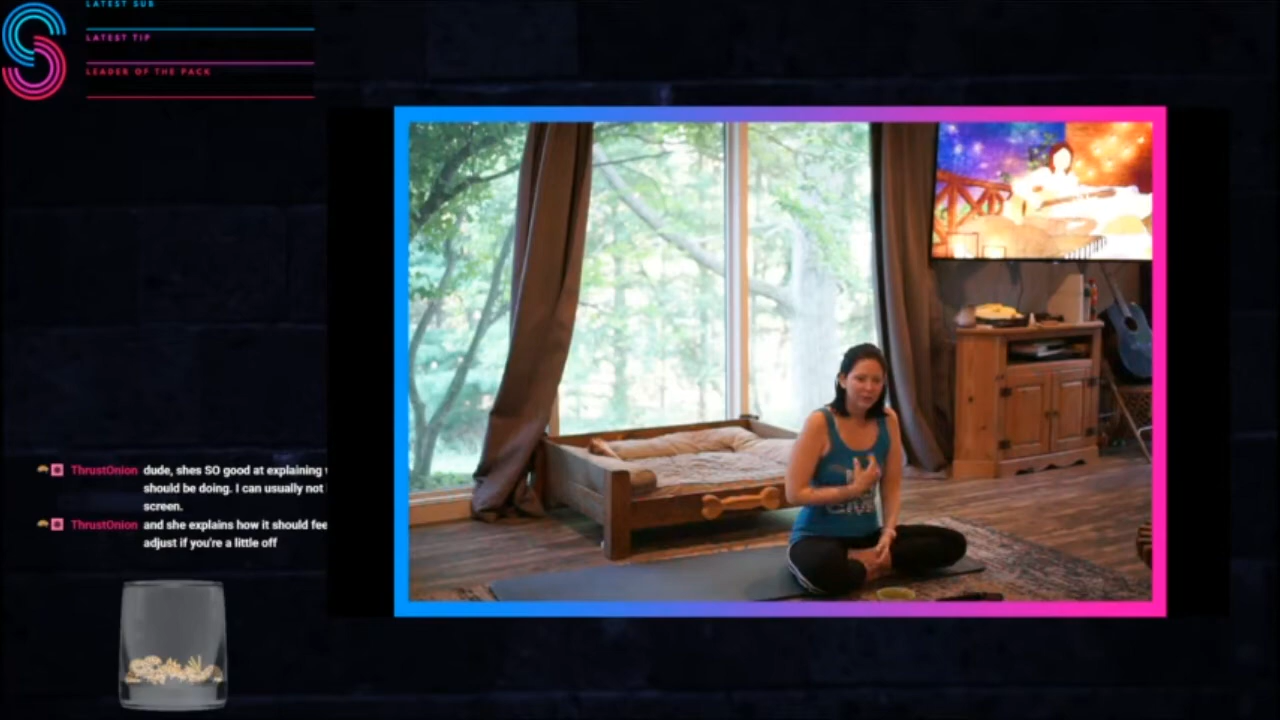 LATEST SUB
LATEST TIP
LEADER OF THE PACK
ThrustOnion dude, shes SO good at explaining
should be doing. I can usually not
screen.
ThrustOnion and she explains how it should fee
adjust if you're a little off